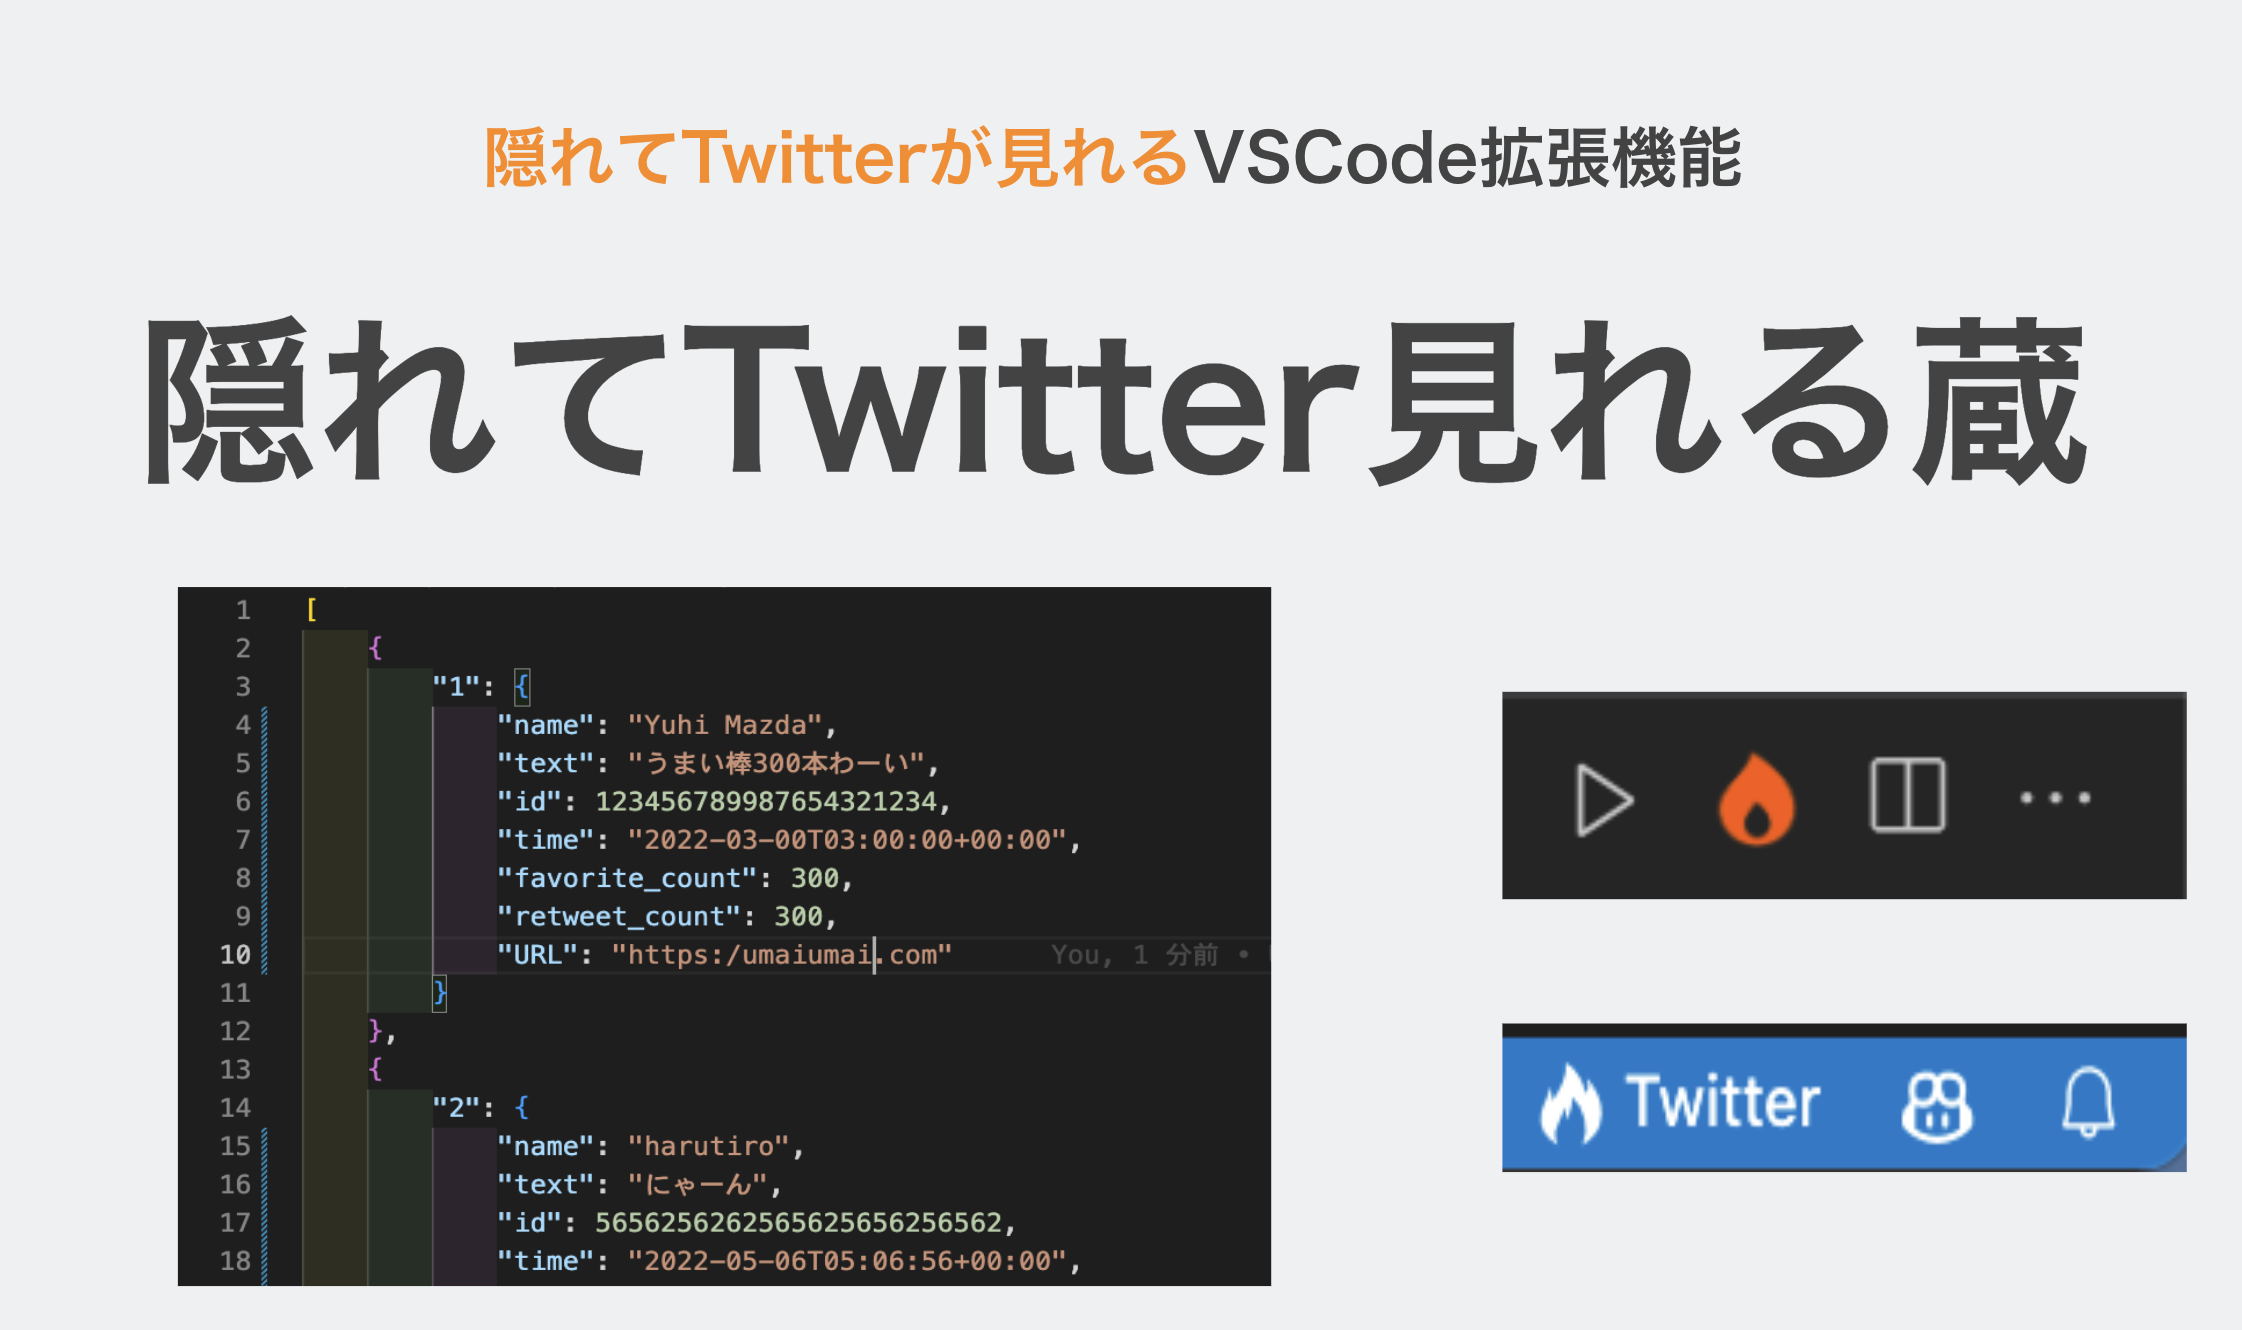 隠れてTwitterが見れるVSCode拡張機能
隠れてTwitter見れる蔵
1 [
2 {
3 "1": {
4 "name": "Yuhi Mazda",
5 "text": "うまい棒300本わーい",
6 "id": 123456789987654321234,
7 "time": "2022-03-00T03:00:00+00:00",
8 "favorite_count": 300,
9 "retweet_count": 300,
10 "URL": "https:/umaiumai.com" You, 1 分前 •
11 }
12 },
13 {
14 "2": {
15 "name": "harutiro",
16 "text": "にゃーん",
17 "id": 5656256262565625656256562,
18 "time": "2022-05-06T05:06:56+00:00",
Twitter